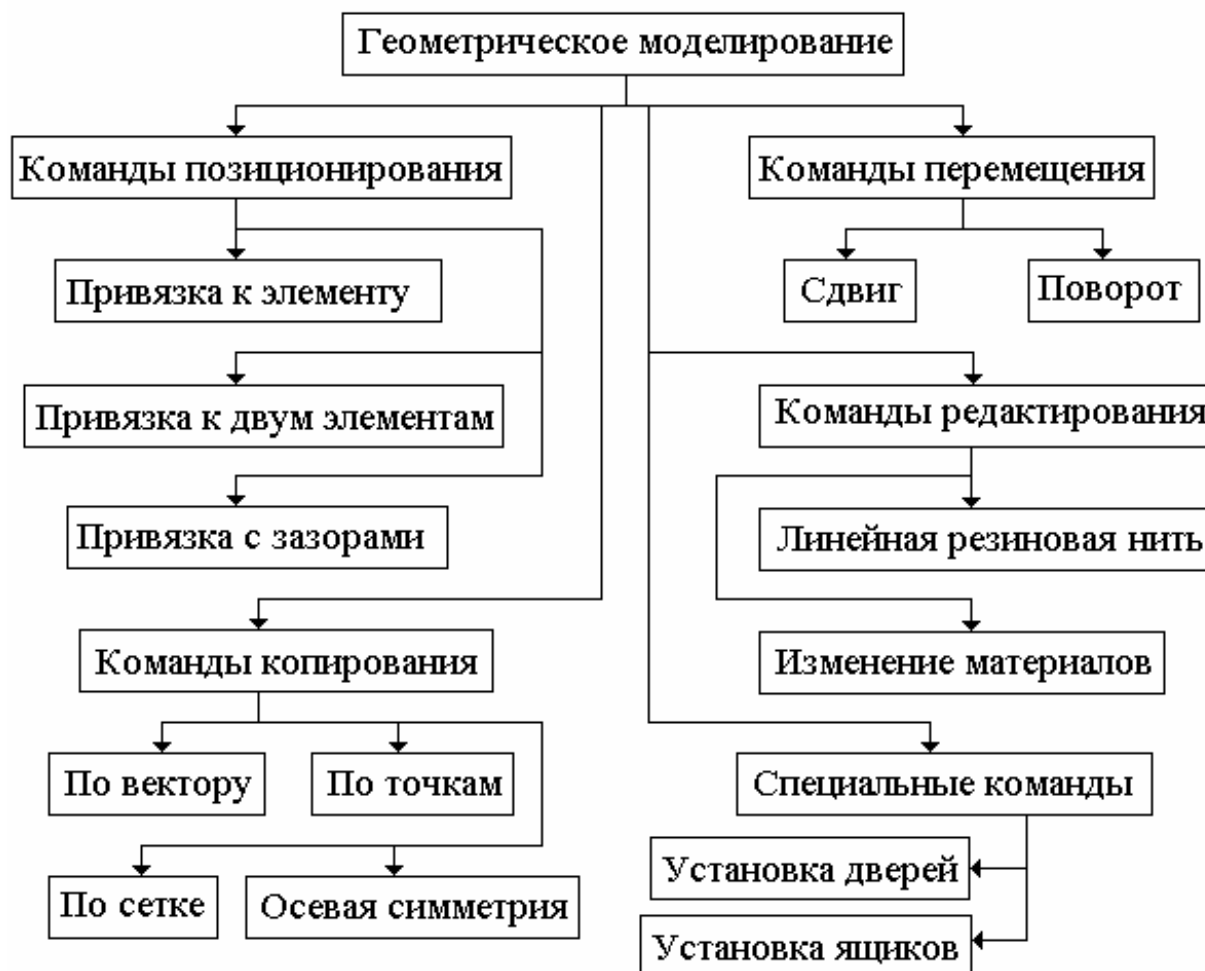 Геометрическое моделирование
Команды позиционирования
Команды перемещения
Привязка к элементу
Сдвиг
Поворот
Привязка к двум элементам
Команды редактирования
Привязка с зазорами
Линейная резиновая нить
Команды копирования
Изменение материалов
По вектору
По точкам
Специальные команды
Установка дверей
По сетке
Осевая симметрия
Установка ящиков